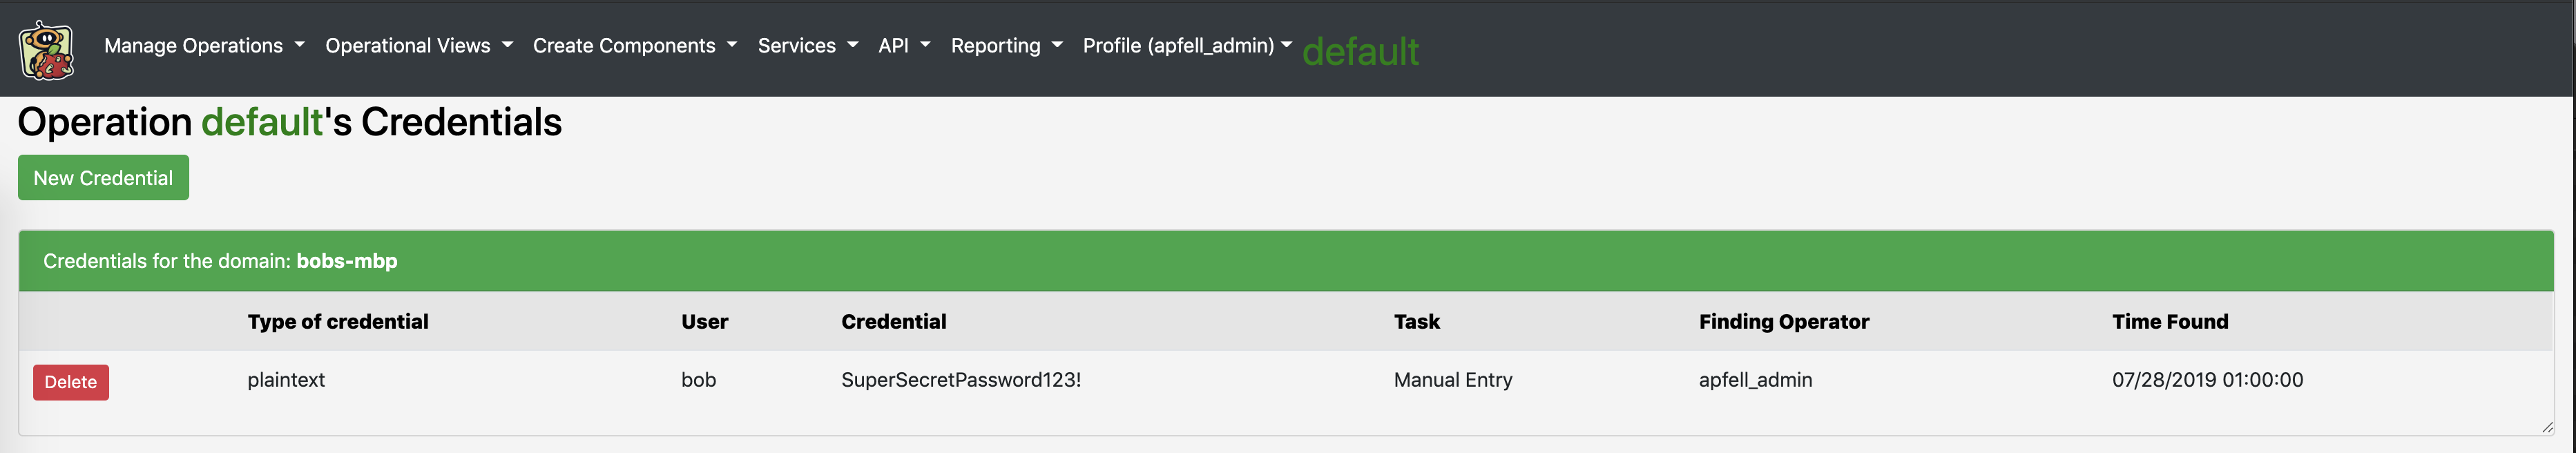 Manage Operations Operational Views Create Components Services API Reporting Profile (apfell_admin) default
Operation default's Credentials
New Credential
Credentials for the domain: bobs-mbp
Type of credential User Credential Task Finding Operator Time Found
Delete plaintext bob SuperSecretPassword123! Manual Entry apfell_admin 07/28/2019 01:00:00